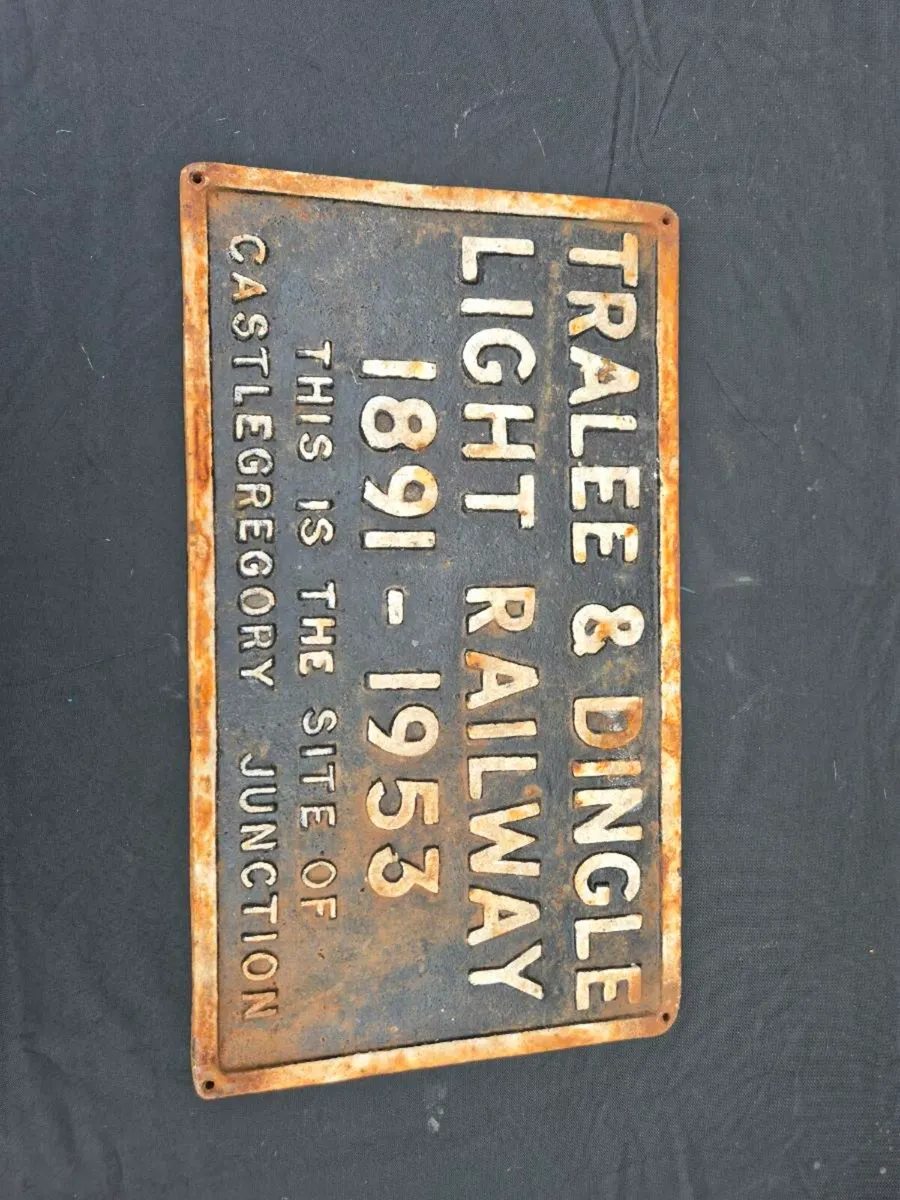 TRALEE & DINGLE
LIGHT RAILWAY
1891 - 1953
THIS IS THE SITE OF
CASTLEGREGORY JUNCTION